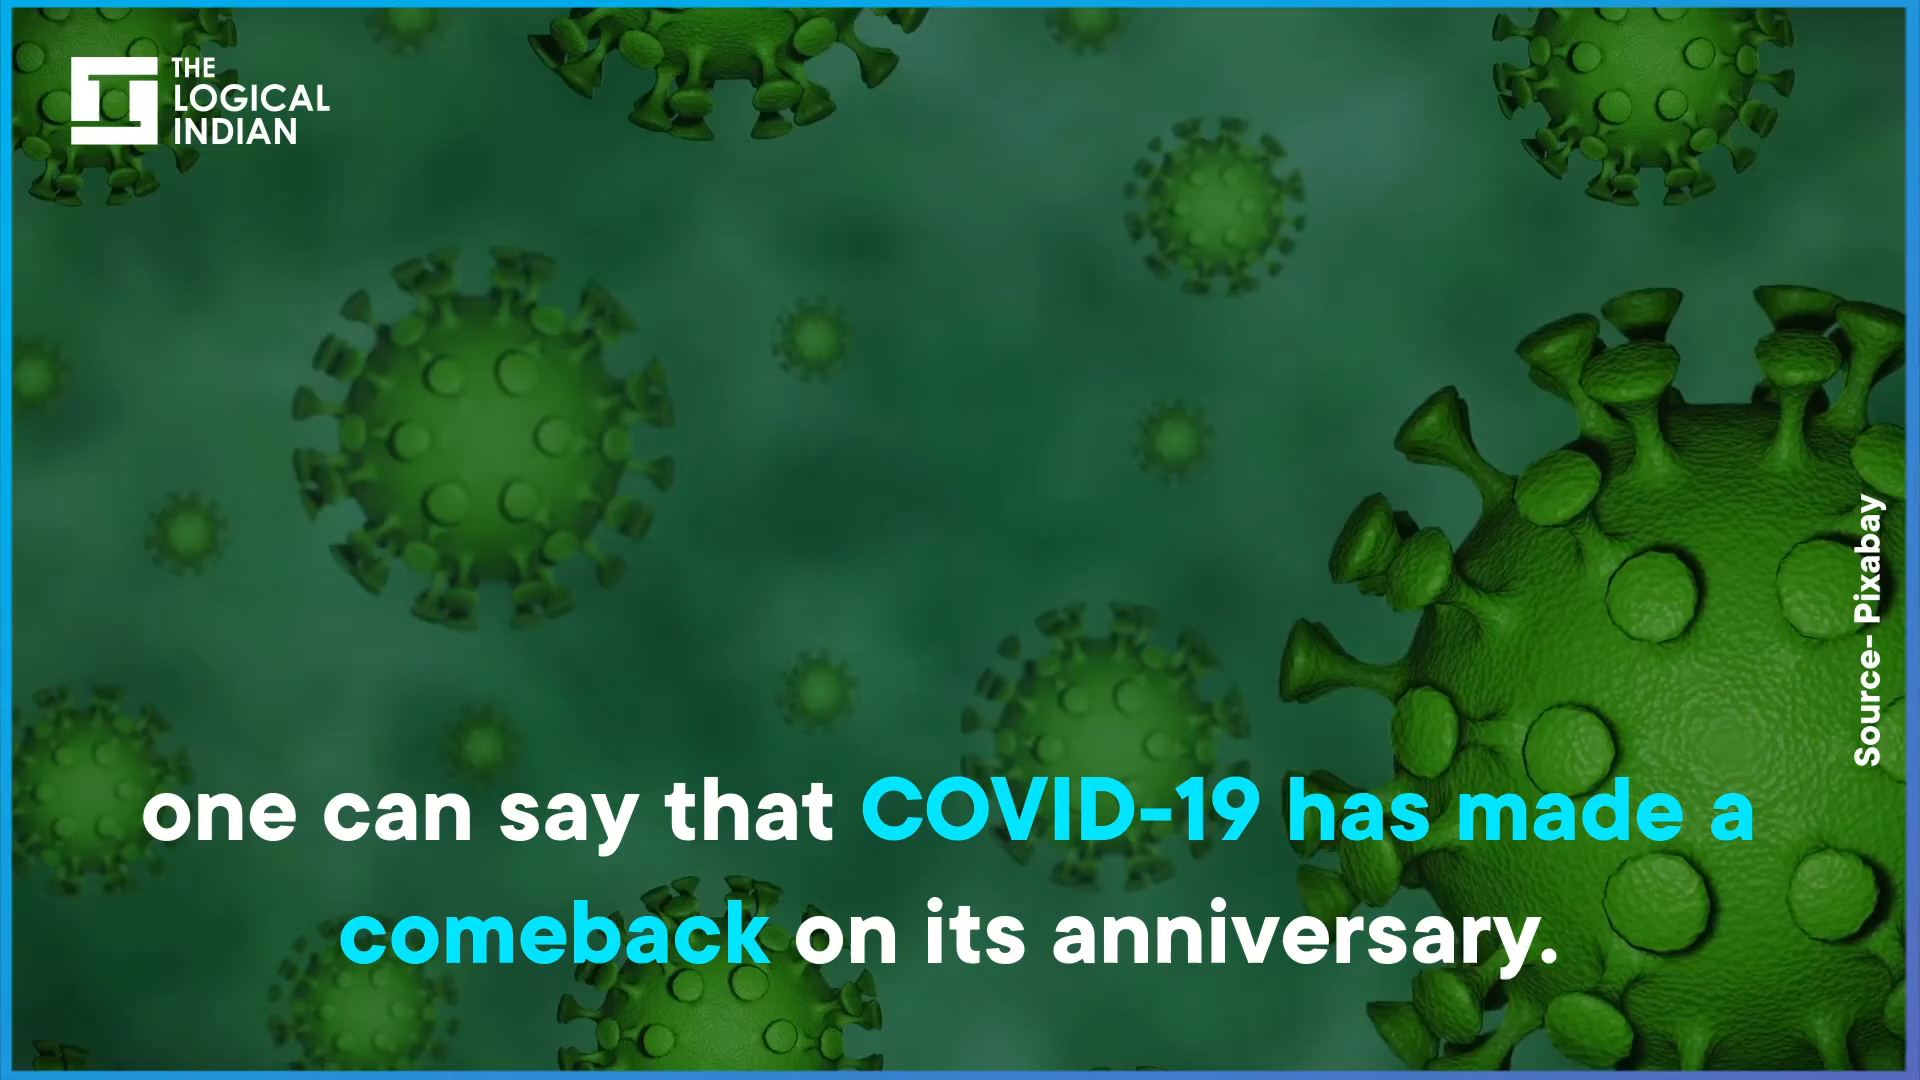 THE
LOGICAL
INDIAN
Source- Pixabay
one can say that COVID-19 has made a
comeback on its anniversary.